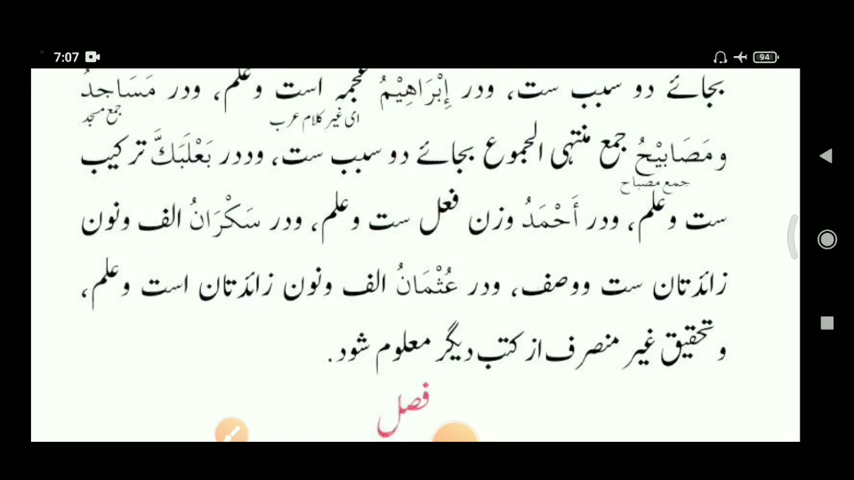 7:07
94
بجائے دو سبب ست، ودر إِبْرَاهِيْمُ عجمہ است وعلم، ودر مَسَاجِدُ
ای غیر کلام عرب
جمع مسجد
ومَصَابِيْحُ جمع منتہی الجموع بجائے دو سبب ست، وددر بَعْلَبَكَّ ترکیب
جمع مصباح
ست وعلم، ودر أَحْمَدُ وزن فعل ست وعلم، ودر سَكْرَانُ الف ونون
زائدتان ست ووصف، ودر عُثْمَانُ الف ونون زائدتان است وعلم،
وتحقیق غیر منصرف از کتب دیگر معلوم شود.
فصل